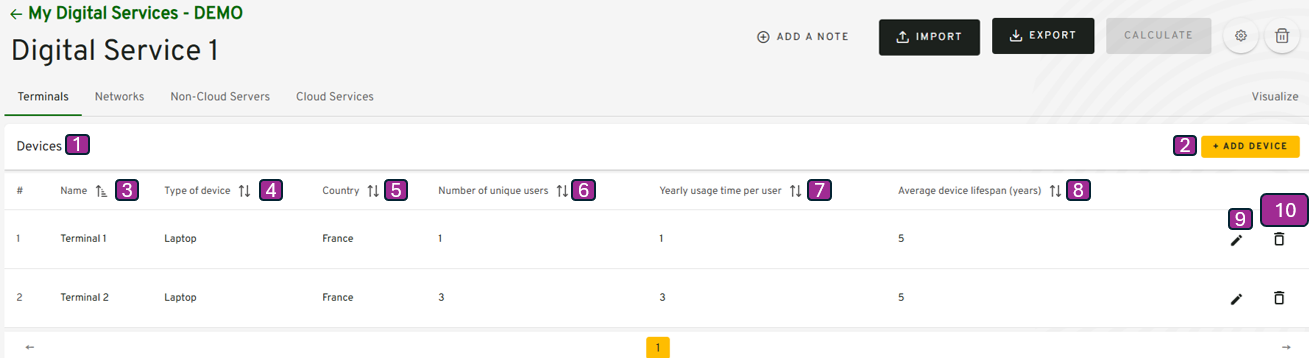 ← My Digital Services - DEMO
Digital Service 1
ADD A NOTE
IMPORT
EXPORT
CALCULATE
Terminals Networks Non-Cloud Servers Cloud Services Visualize
Devices 1 2 + ADD DEVICE
# Name 3 Type of device 4 Country 5 Number of unique users 6 Yearly usage time per user 7 Average device lifespan (years) 8
9 10
1 Terminal 1 Laptop France 1 1 5
2 Terminal 2 Laptop France 3 3 5
← 1 →